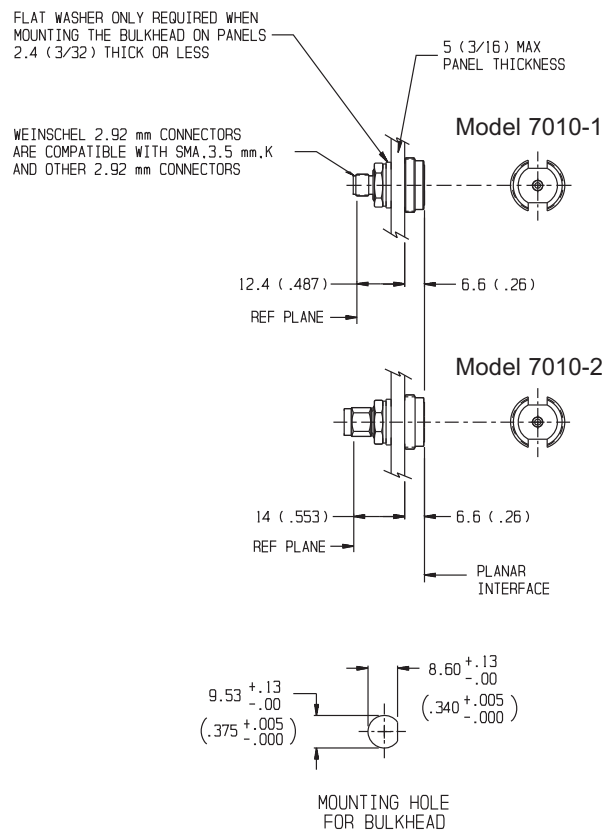 FLAT WASHER ONLY REQUIRED WHEN
MOUNTING THE BULKHEAD ON PANELS
2.4 (3/32) THICK OR LESS
5 (3/16) MAX
PANEL THICKNESS
WEINSCHEL 2.92 mm CONNECTORS
ARE COMPATIBLE WITH SMA,3.5 mm,K
AND OTHER 2.92 mm CONNECTORS
Model 7010-1
12.4 (.487)
6.6 (.26)
REF PLANE
Model 7010-2
14 (.553)
6.6 (.26)
REF PLANE
PLANAR
INTERFACE
8.60 +.13 -.00
(.340 +.005 -.000)
9.53 +.13 -.00
(.375 +.005 -.000)
MOUNTING HOLE
FOR BULKHEAD